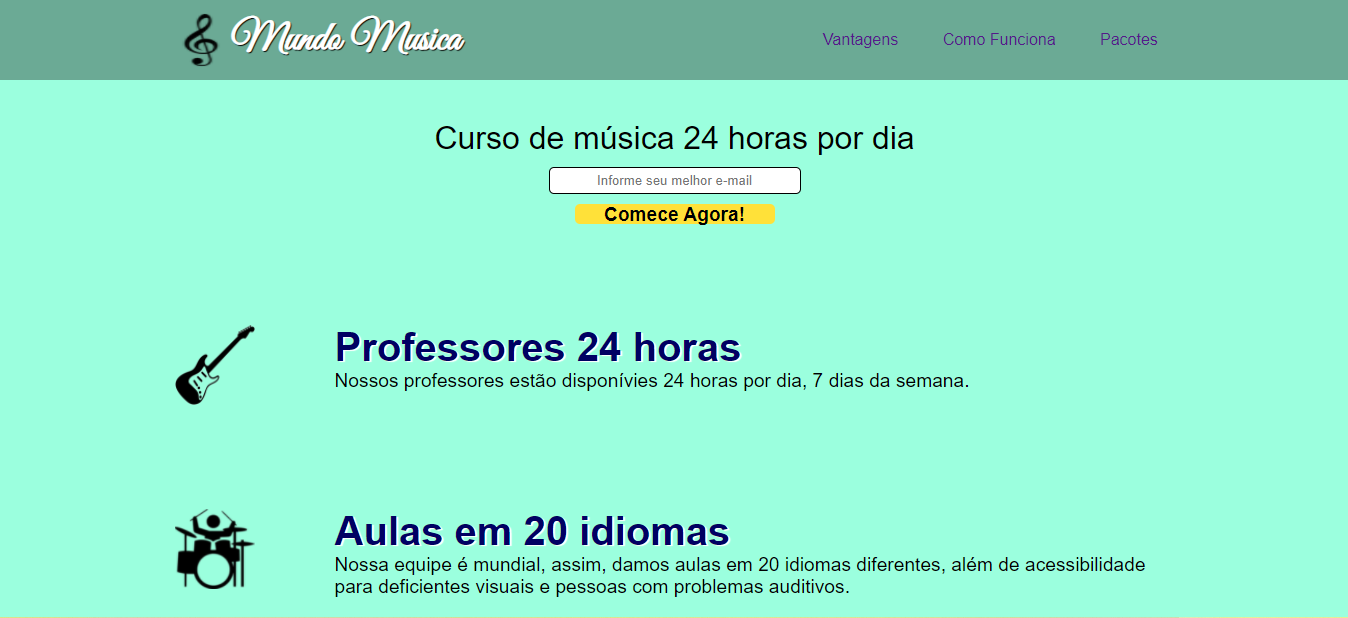 Mundo Musica
Vantagens
Como Funciona
Pacotes
Curso de música 24 horas por dia
Informe seu melhor e-mail
Comece Agora!
Professores 24 horas
Nossos professores estão disponívies 24 horas por dia, 7 dias da semana.
Aulas em 20 idiomas
Nossa equipe é mundial, assim, damos aulas em 20 idiomas diferentes, além de acessibilidade
para deficientes visuais e pessoas com problemas auditivos.